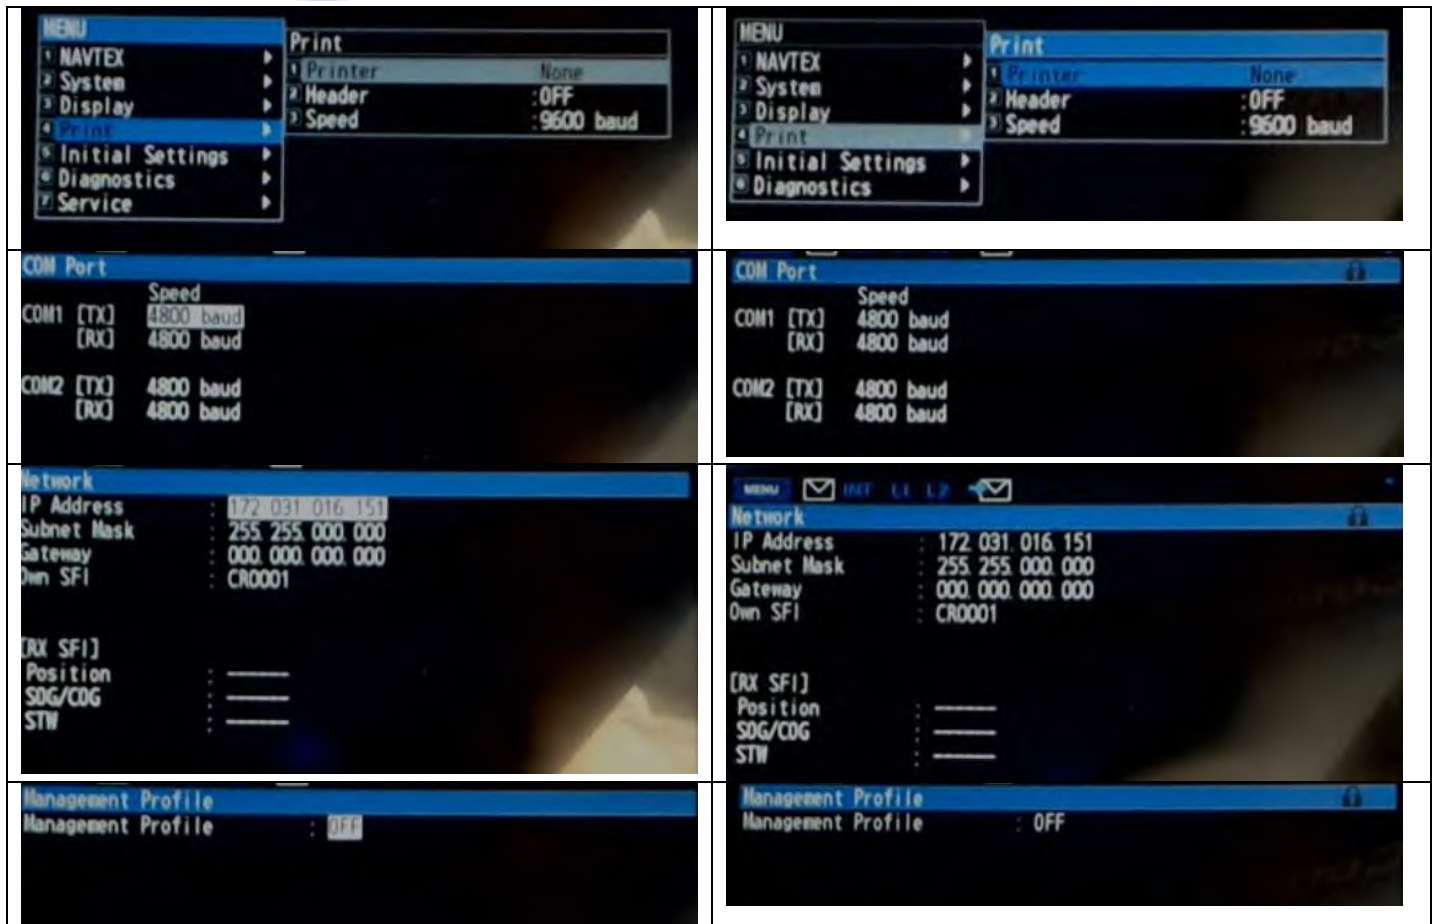 MENU
1 NAVTEX
2 System
3 Display
4 Print
5 Initial Settings
6 Diagnostics
7 Service
Print
1 Printer None
2 Header :OFF
3 Speed :9600 baud
MENU
1 NAVTEX
2 System
3 Display
4 Print
5 Initial Settings
6 Diagnostics
Print
1 Printer None
2 Header :OFF
3 Speed :9600 baud
COM Port
Speed
COM1 [TX] 4800 baud
[RX] 4800 baud
COM2 [TX] 4800 baud
[RX] 4800 baud
COM Port
Speed
COM1 [TX] 4800 baud
[RX] 4800 baud
COM2 [TX] 4800 baud
[RX] 4800 baud
Network
IP Address : 172 031 016 151
Subnet Mask : 255. 255. 000. 000
Gateway : 000. 000. 000. 000
Own SFI : CR0001
[RX SFI]
Position : ------
SOG/COG : ------
STW : ------
MENU INT L1 L2
Network
IP Address : 172. 031. 016. 151
Subnet Mask : 255. 255. 000. 000
Gateway : 000. 000. 000. 000
Own SFI : CR0001
[RX SFI]
Position : ------
SOG/COG : ------
STW : ------
Management Profile
Management Profile : OFF
Management Profile
Management Profile : OFF